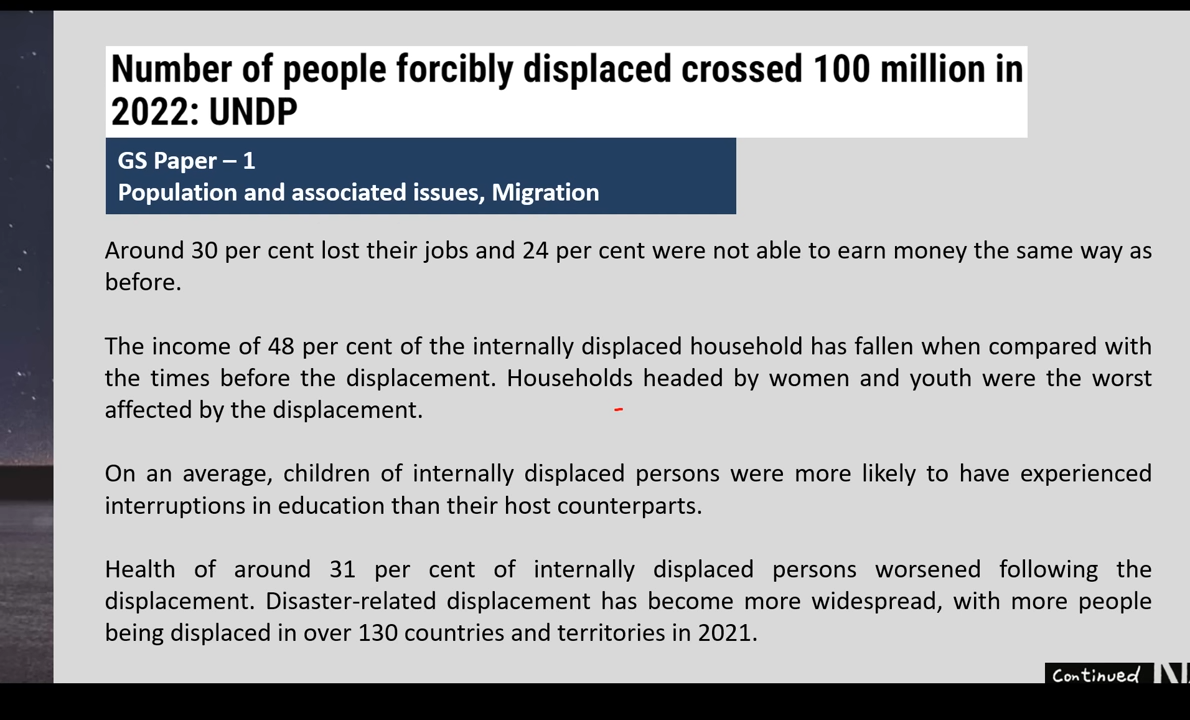 Number of people forcibly displaced crossed 100 million in
2022: UNDP
GS Paper – 1
Population and associated issues, Migration
Around 30 per cent lost their jobs and 24 per cent were not able to earn money the same way as
before.
The income of 48 per cent of the internally displaced household has fallen when compared with
the times before the displacement. Households headed by women and youth were the worst
affected by the displacement.
On an average, children of internally displaced persons were more likely to have experienced
interruptions in education than their host counterparts.
Health of around 31 per cent of internally displaced persons worsened following the
displacement. Disaster-related displacement has become more widespread, with more people
being displaced in over 130 countries and territories in 2021.
Continued